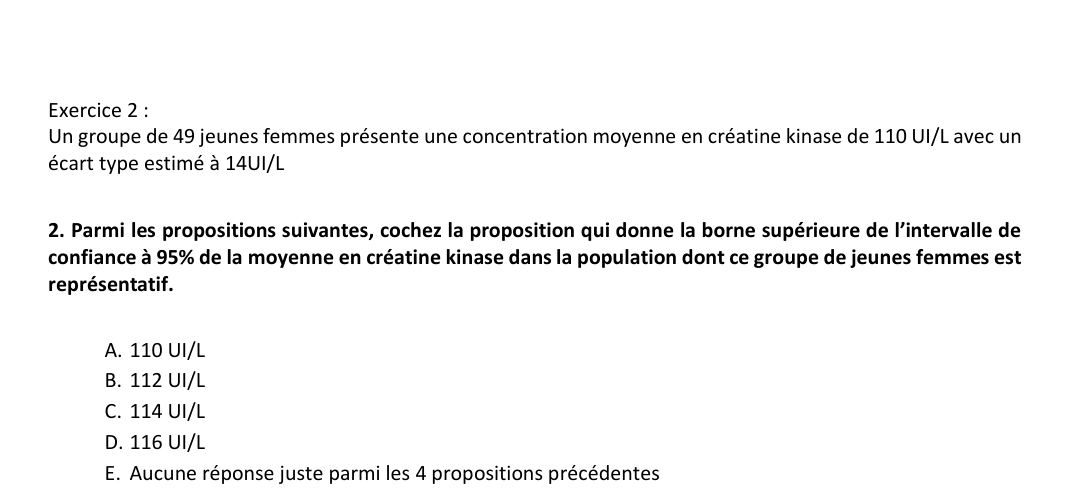 Exercice 2 :
Un groupe de 49 jeunes femmes présente une concentration moyenne en créatine kinase de 110 UI/L avec un
écart type estimé à 14UI/L
2. Parmi les propositions suivantes, cochez la proposition qui donne la borne supérieure de l’intervalle de
confiance à 95% de la moyenne en créatine kinase dans la population dont ce groupe de jeunes femmes est
représentatif.
A. 110 UI/L
B. 112 UI/L
C. 114 UI/L
D. 116 UI/L
E. Aucune réponse juste parmi les 4 propositions précédentes